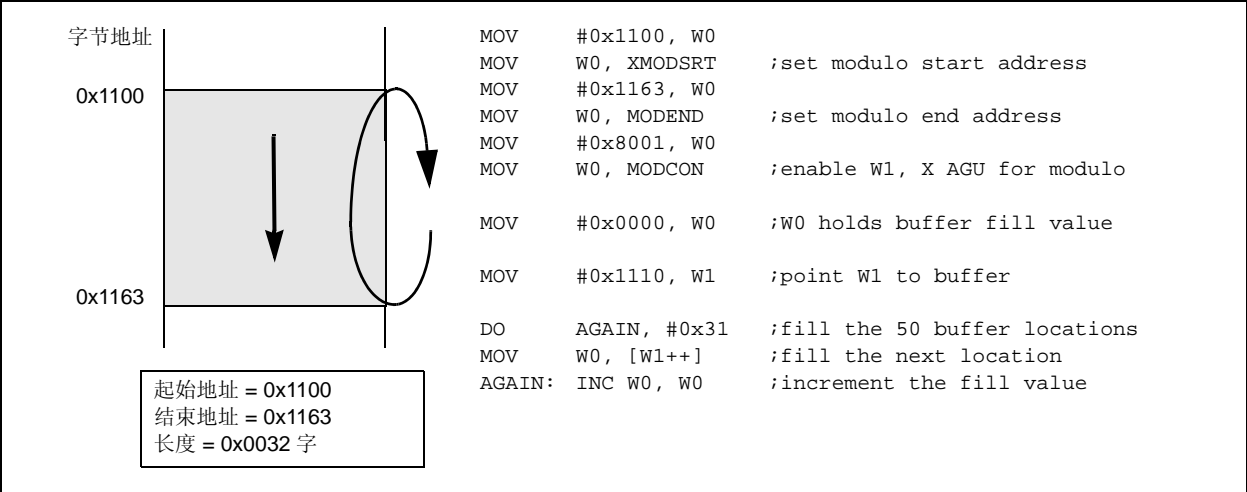 字节地址
0x1100
0x1163
起始地址 = 0x1100
结束地址 = 0x1163
长度 = 0x0032 字
MOV #0x1100, W0
MOV W0, XMODSRT ;set modulo start address
MOV #0x1163, W0
MOV W0, MODEND ;set modulo end address
MOV #0x8001, W0
MOV W0, MODCON ;enable W1, X AGU for modulo
MOV #0x0000, W0 ;W0 holds buffer fill value
MOV #0x1110, W1 ;point W1 to buffer
DO AGAIN, #0x31 ;fill the 50 buffer locations
MOV W0, [W1++] ;fill the next location
AGAIN: INC W0, W0 ;increment the fill value